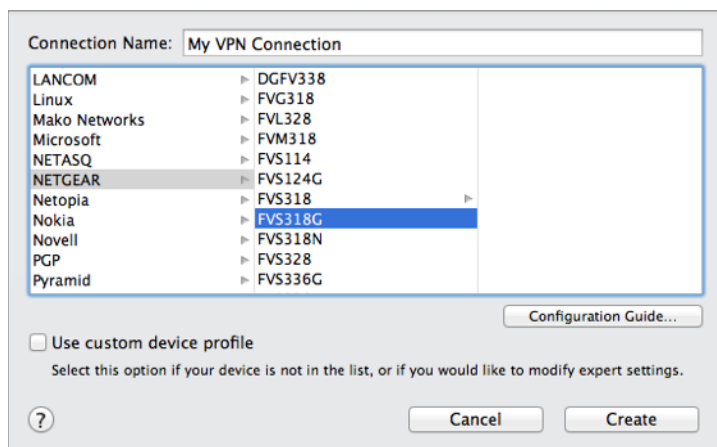 Connection Name: My VPN Connection
LANCOM DGFV338
Linux FVG318
Mako Networks FVL328
Microsoft FVM318
NETASQ FVS114
NETGEAR FVS124G
Netopia FVS318
Nokia FVS318G
Novell FVS318N
PGP FVS328
Pyramid FVS336G
Configuration Guide...
Use custom device profile
Select this option if your device is not in the list, or if you would like to modify expert settings.
? Cancel Create